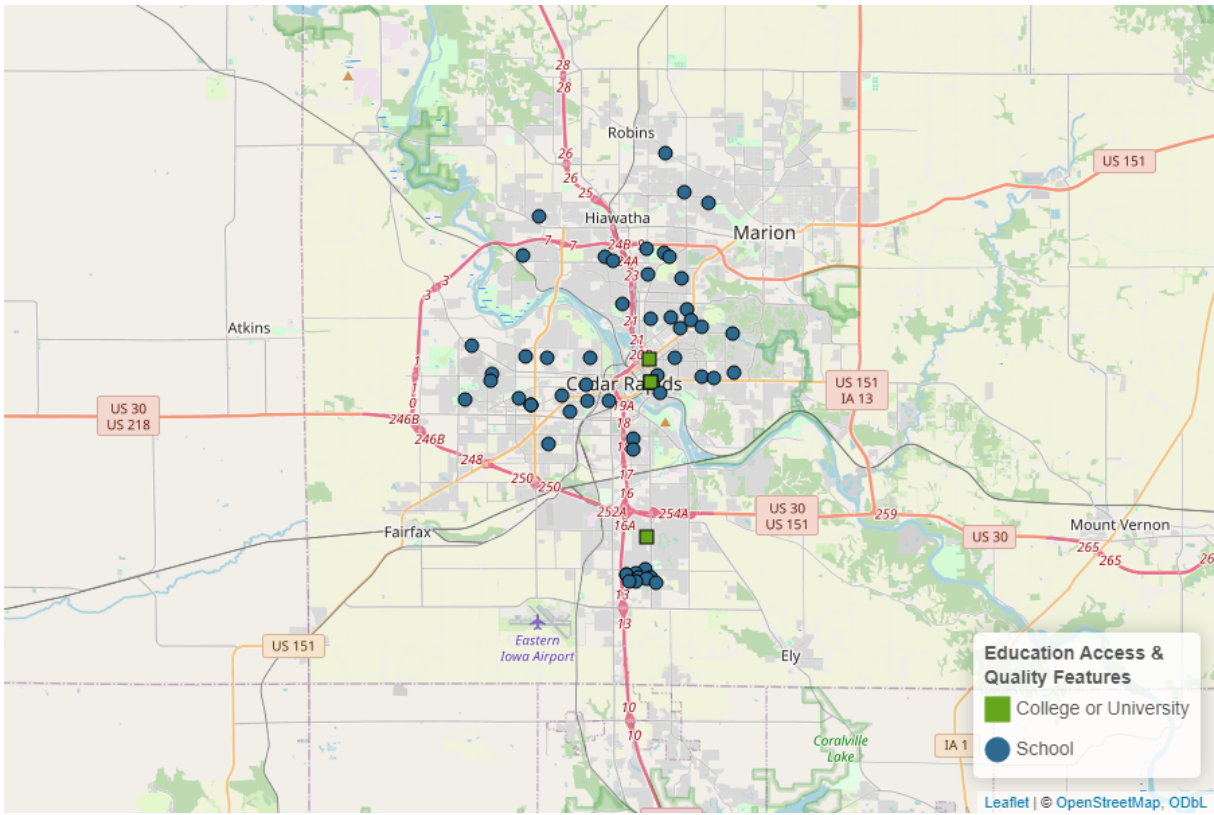 28
28
Robins
26
26
25
US 151
Hiawatha
Marion
7
7
24B
9
24A
23
3
3
Atkins
21
21
20B
1
1
0
Cedar Rapids
US 151
IA 13
US 30
US 218
19A
246B
246B
18
248
17
250
250
16
252A
254A
US 30
US 151
259
16A
Mount Vernon
Fairfax
US 30
265
265
13
13
Eastern
Iowa Airport
US 151
Ely
Education Access &
Quality Features
College or University
School
10
10
Coralville
Lake
IA 1
Leaflet | © OpenStreetMap, ODbL